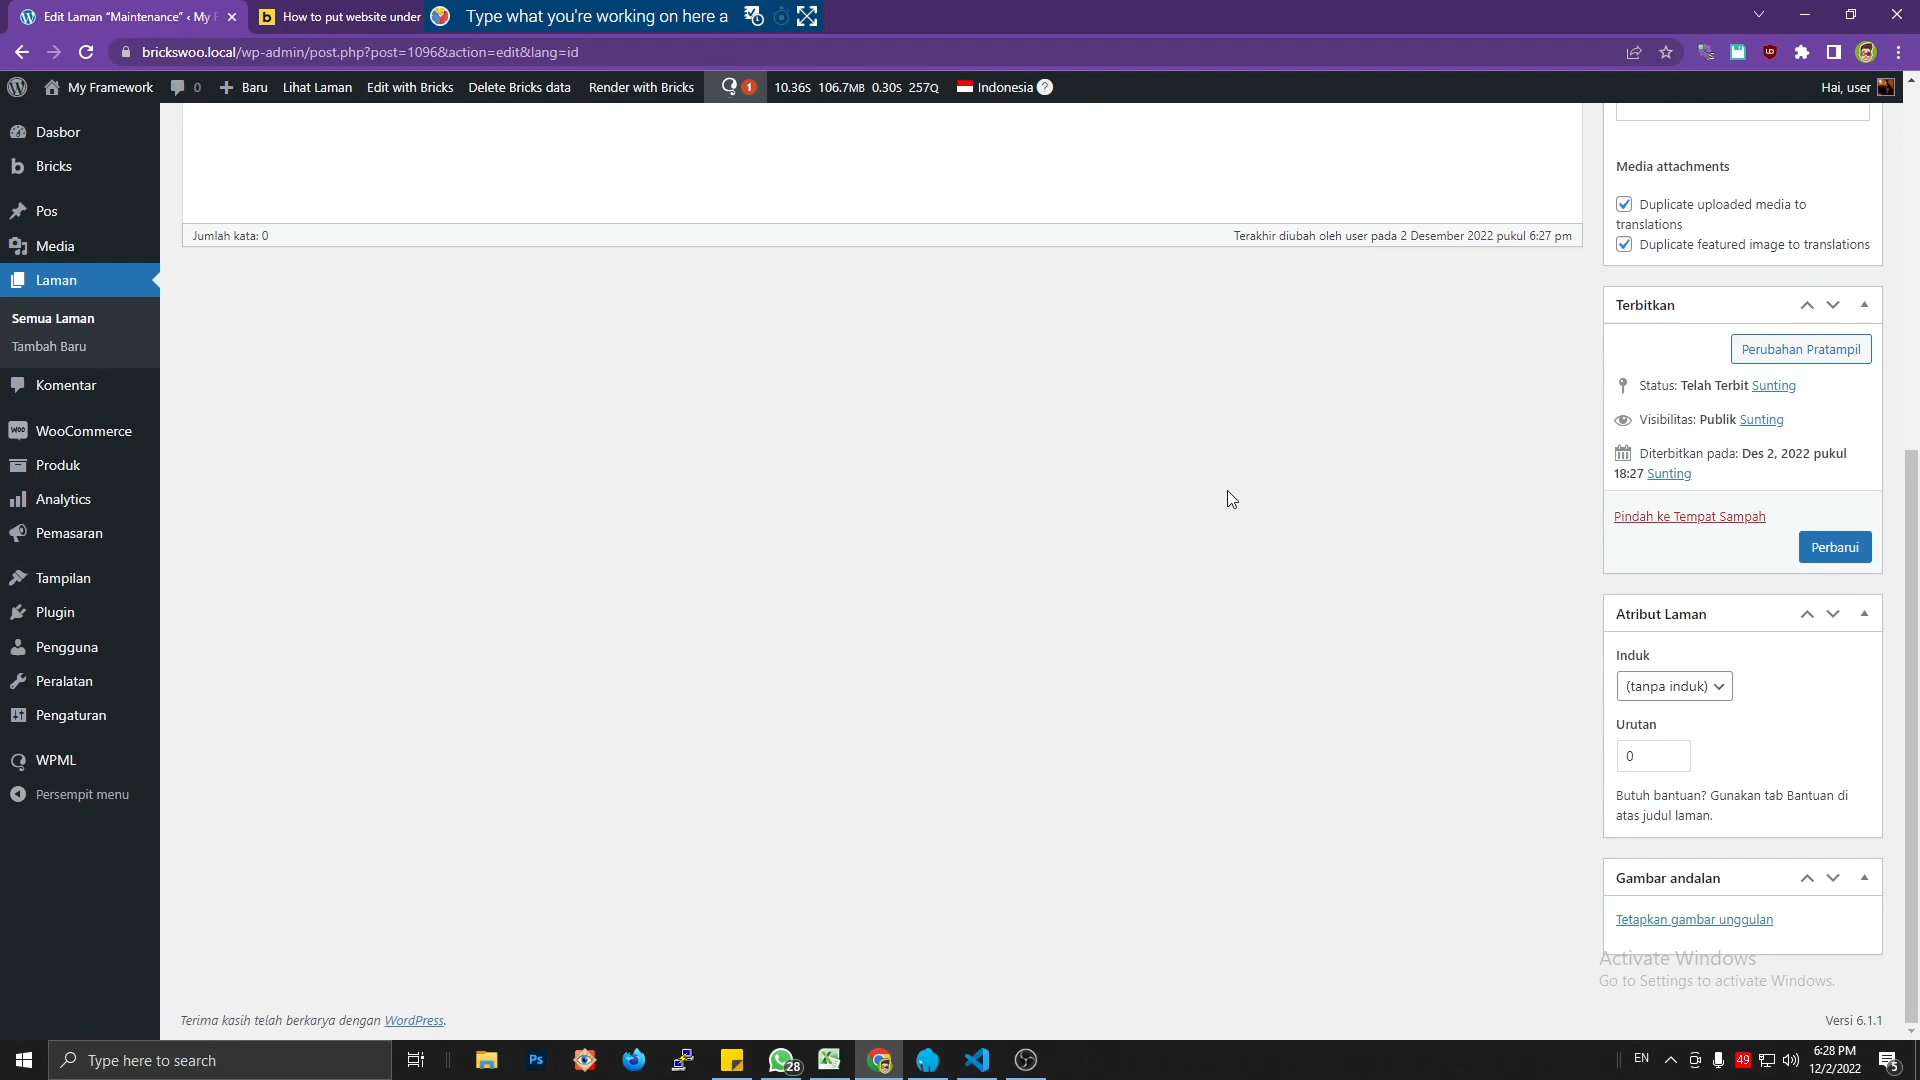 Edit Laman “Maintenance” ‹ My F
How to put website under
Type what you're working on here a
brickswoo.local/wp-admin/post.php?post=1096&action=edit&lang=id
My Framework
0
Baru
Lihat Laman
Edit with Bricks
Delete Bricks data
Render with Bricks
1
10.36S 106.7MB 0.30S 257Q
Indonesia
?
Hai, user
Dasbor
Bricks
Pos
Media
Laman
Semua Laman
Tambah Baru
Komentar
WooCommerce
Produk
Analytics
Pemasaran
Tampilan
Plugin
Pengguna
Peralatan
Pengaturan
WPML
Persempit menu
Jumlah kata: 0
Terakhir diubah oleh user pada 2 Desember 2022 pukul 6:27 pm
Media attachments
Duplicate uploaded media to
translations
Duplicate featured image to translations
Terbitkan
Perubahan Pratampil
Status: Telah Terbit Sunting
Visibilitas: Publik Sunting
Diterbitkan pada: Des 2, 2022 pukul
18:27 Sunting
Pindah ke Tempat Sampah
Perbarui
Atribut Laman
Induk
(tanpa induk)
Urutan
0
Butuh bantuan? Gunakan tab Bantuan di
atas judul laman.
Gambar andalan
Tetapkan gambar unggulan
Activate Windows
Go to Settings to activate Windows.
Terima kasih telah berkarya dengan WordPress.
Versi 6.1.1
Type here to search
Ps
28
EN
49
6:28 PM
12/2/2022
5